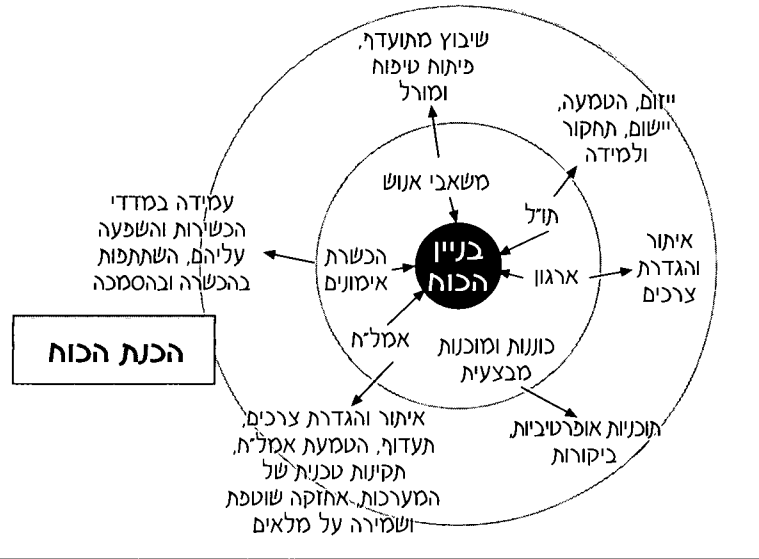 שיבוץ מתועדף,
פיתוח טיפוח
ומורל
ייזום, הטמעה,
יישום, תחקור
ולמידה
משאבי אנוש
תו״ל
עמידה במדדי
הכשירות והשפעה
עליהם, השתתפות
בהכשרה ובהסמכה
הכשרת
אימונים
בניין
הכוח
ארגון
איתור
והגדרת
צרכים
אמל״ח
כוננות ומוכנות
מבצעית
הכנת הכוח
איתור והגדרת צרכים,
תעדוף, הטמעת אמל״ח,
תקינות טכנית של
המערכות, אחזקה שוטפת
ושמירה על מלאים
תוכניות אופרטיביות,
ביקורות